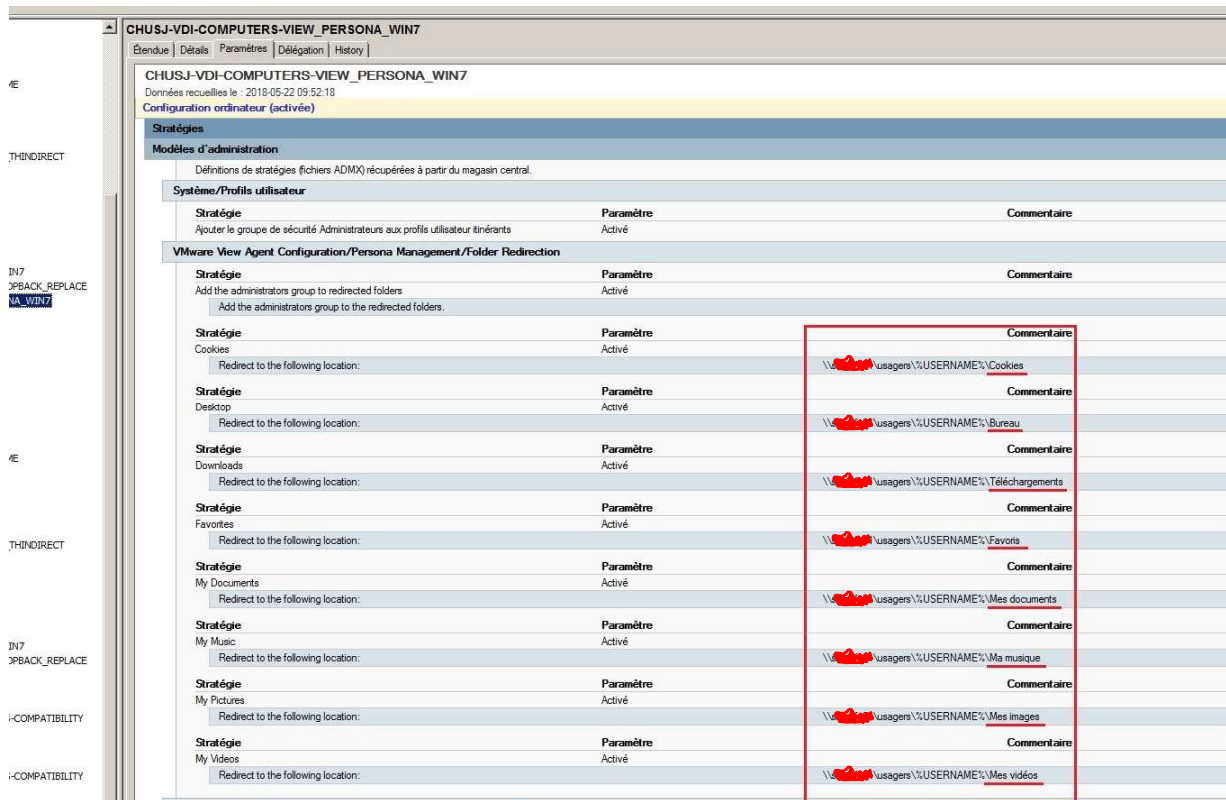 CHUSJ-VDI-COMPUTERS-VIEW_PERSONA_WIN7
Étendue Détails Paramètres Délégation History
CHUSJ-VDI-COMPUTERS-VIEW_PERSONA_WIN7
Données recueillies le : 2018-05-22 09:52:18
Configuration ordinateur (activée)
Stratégies
Modèles d'administration
Définitions de stratégies (fichiers ADMX) récupérées à partir du magasin central.
Système/Profils utilisateur
Stratégie Paramètre Commentaire
Ajouter le groupe de sécurité Administrateurs aux profils utilisateur itinérants Activé
VMware View Agent Configuration/Persona Management/Folder Redirection
Stratégie Paramètre Commentaire
Add the administrators group to redirected folders Activé
Add the administrators group to the redirected folders.
Stratégie Paramètre Commentaire
Cookies Activé
Redirect to the following location: \\ \usagers\%USERNAME%\Cookies
Stratégie Paramètre Commentaire
Desktop Activé
Redirect to the following location: \\ \usagers\%USERNAME%\Bureau
Stratégie Paramètre Commentaire
Downloads Activé
Redirect to the following location: \\ \usagers\%USERNAME%\Téléchargements
Stratégie Paramètre Commentaire
Favorites Activé
Redirect to the following location: \\ \usagers\%USERNAME%\Favoris
Stratégie Paramètre Commentaire
My Documents Activé
Redirect to the following location: \\ \usagers\%USERNAME%\Mes documents
Stratégie Paramètre Commentaire
My Music Activé
Redirect to the following location: \\ \usagers\%USERNAME%\Ma musique
Stratégie Paramètre Commentaire
My Pictures Activé
Redirect to the following location: \\ \usagers\%USERNAME%\Mes images
Stratégie Paramètre Commentaire
My Videos Activé
Redirect to the following location: \\ \usagers\%USERNAME%\Mes vidéos
_THINDIRECT
IN7
OPBACK_REPLACE
NA_WIN7
_THINDIRECT
IN7
OPBACK_REPLACE
S-COMPATIBILITY
S-COMPATIBILITY